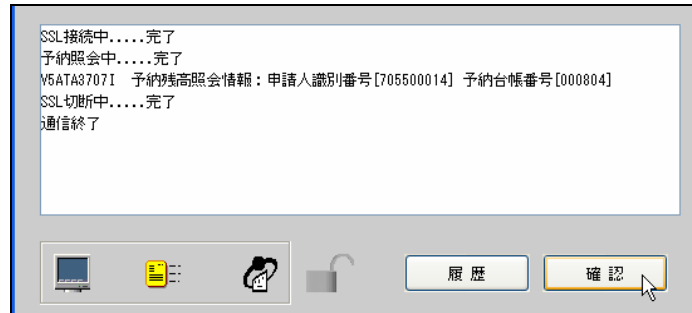 SSL接続中.....完了
予納照会中.....完了
V5ATA3707I　予納残高照会情報：申請人識別番号[705500014] 予納台帳番号[000804]
SSL切断中.....完了
通信終了
履 歴
確 認